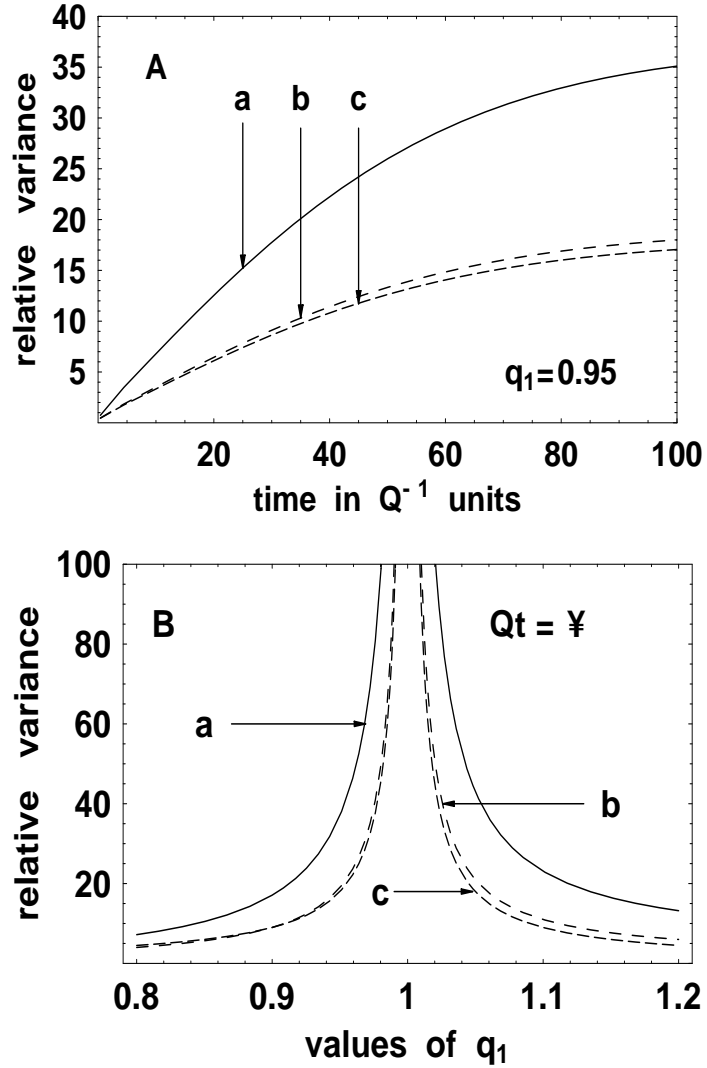 40
35
30
25
20
15
10
5
A
a b c
q1=0.95
relative variance
20 40 60 80 100
time in Q-1 units
100
80
60
40
20
B
Qt = ¥
a
b
c
relative variance
0.8 0.9 1 1.1 1.2
values of q1